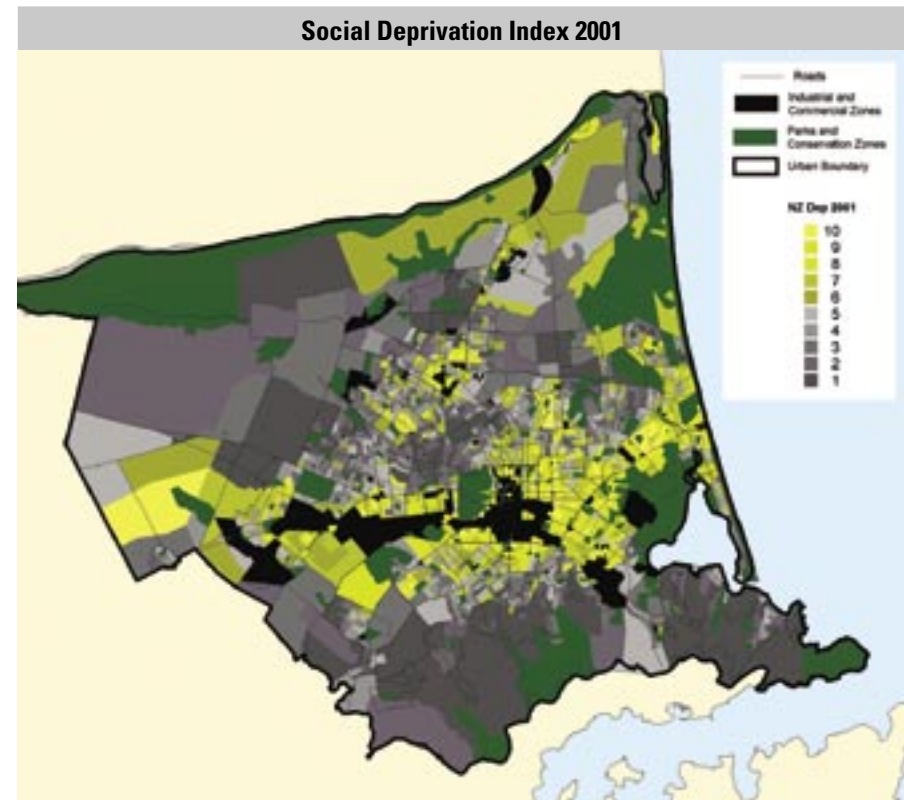 Social Deprivation Index 2001
Roads
Industrial and
Commercial Zones
Parks and
Conservation Zones
Urban Boundary
NZ Dep 2001
10
9
8
7
6
5
4
3
2
1